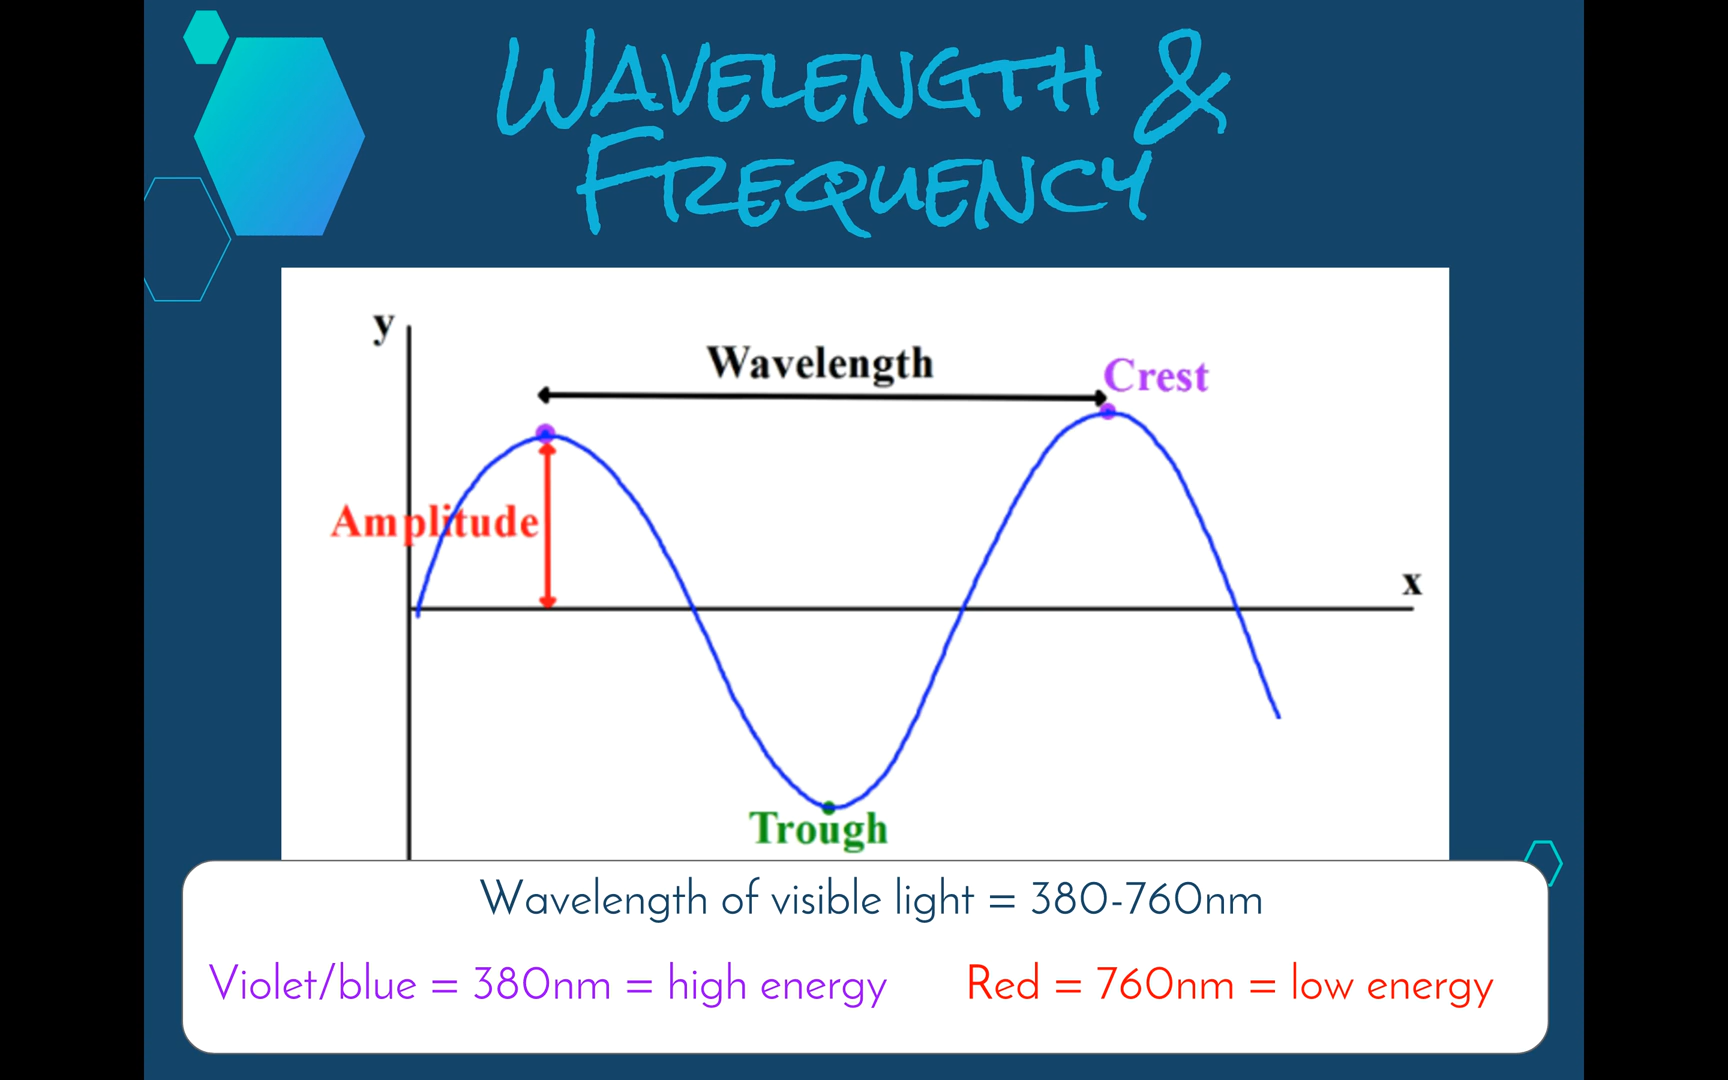 Wavelength &
Frequency
y
Wavelength
Crest
Amplitude
x
Trough
Wavelength of visible light = 380-760nm
Violet/blue = 380nm = high energy
Red = 760nm = low energy